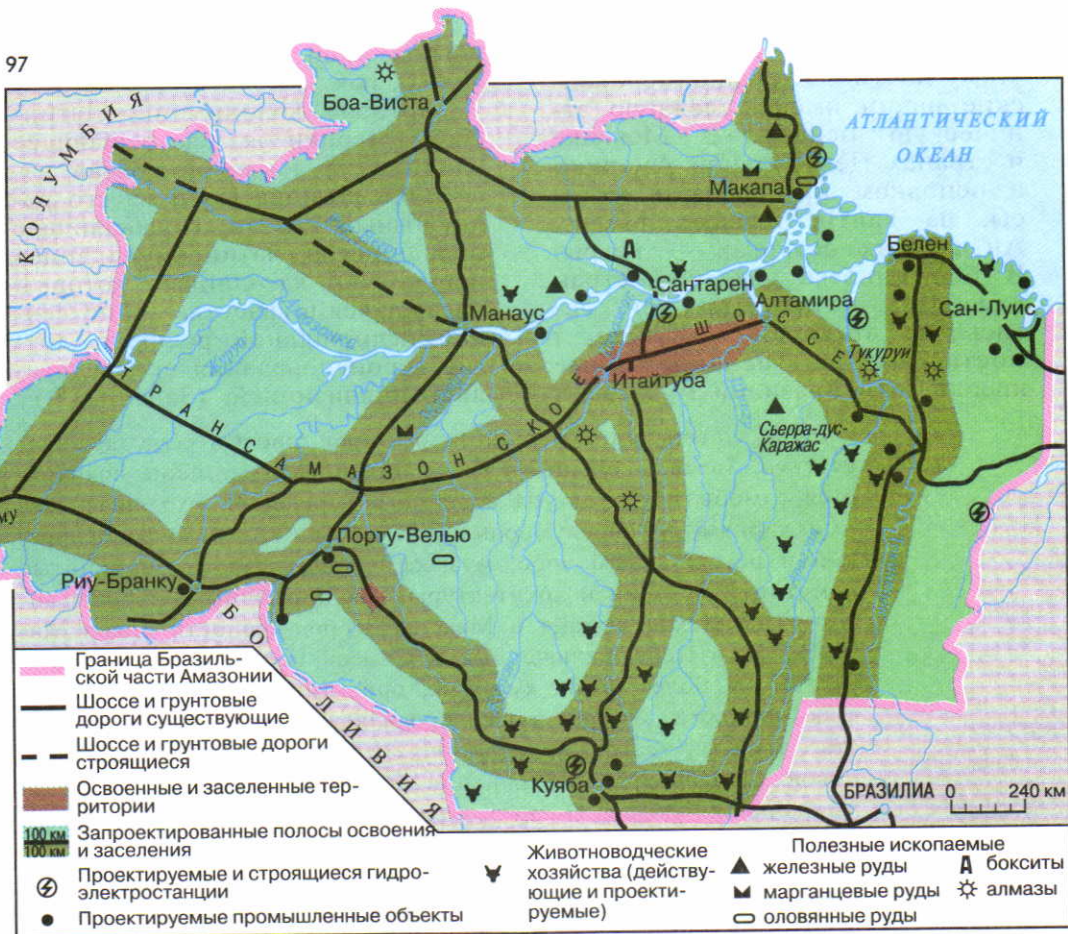 97
КОЛУМБИЯ
Боа-Виста
АТЛАНТИЧЕСКИЙ
ОКЕАН
Макапа
Белен
Сантарен
Манаус
Алтамира
Сан-Луис
Амазонка
Тукуруи
Итайтуба
ТРАНСАМАЗОНСКОЕ ШОССЕ
Сьерра-дус-
Каражас
му
Порту-Велью
Риу-Бранку
БОЛИВИЯ
Куяба
БРАЗИЛИА
0 240 км
Граница Бразиль-
ской части Амазонии
Шоссе и грунтовые
дороги существующие
Шоссе и грунтовые дороги
строящиеся
Освоенные и заселенные тер-
ритории
100 км
100 км
Запроектированные полосы освоения
и заселения
Проектируемые и строящиеся гидро-
электростанции
Проектируемые промышленные объекты
Животноводческие
хозяйства (действу-
ющие и проекти-
руемые)
Полезные ископаемые
железные руды
марганцевые руды
оловянные руды
бокситы
алмазы